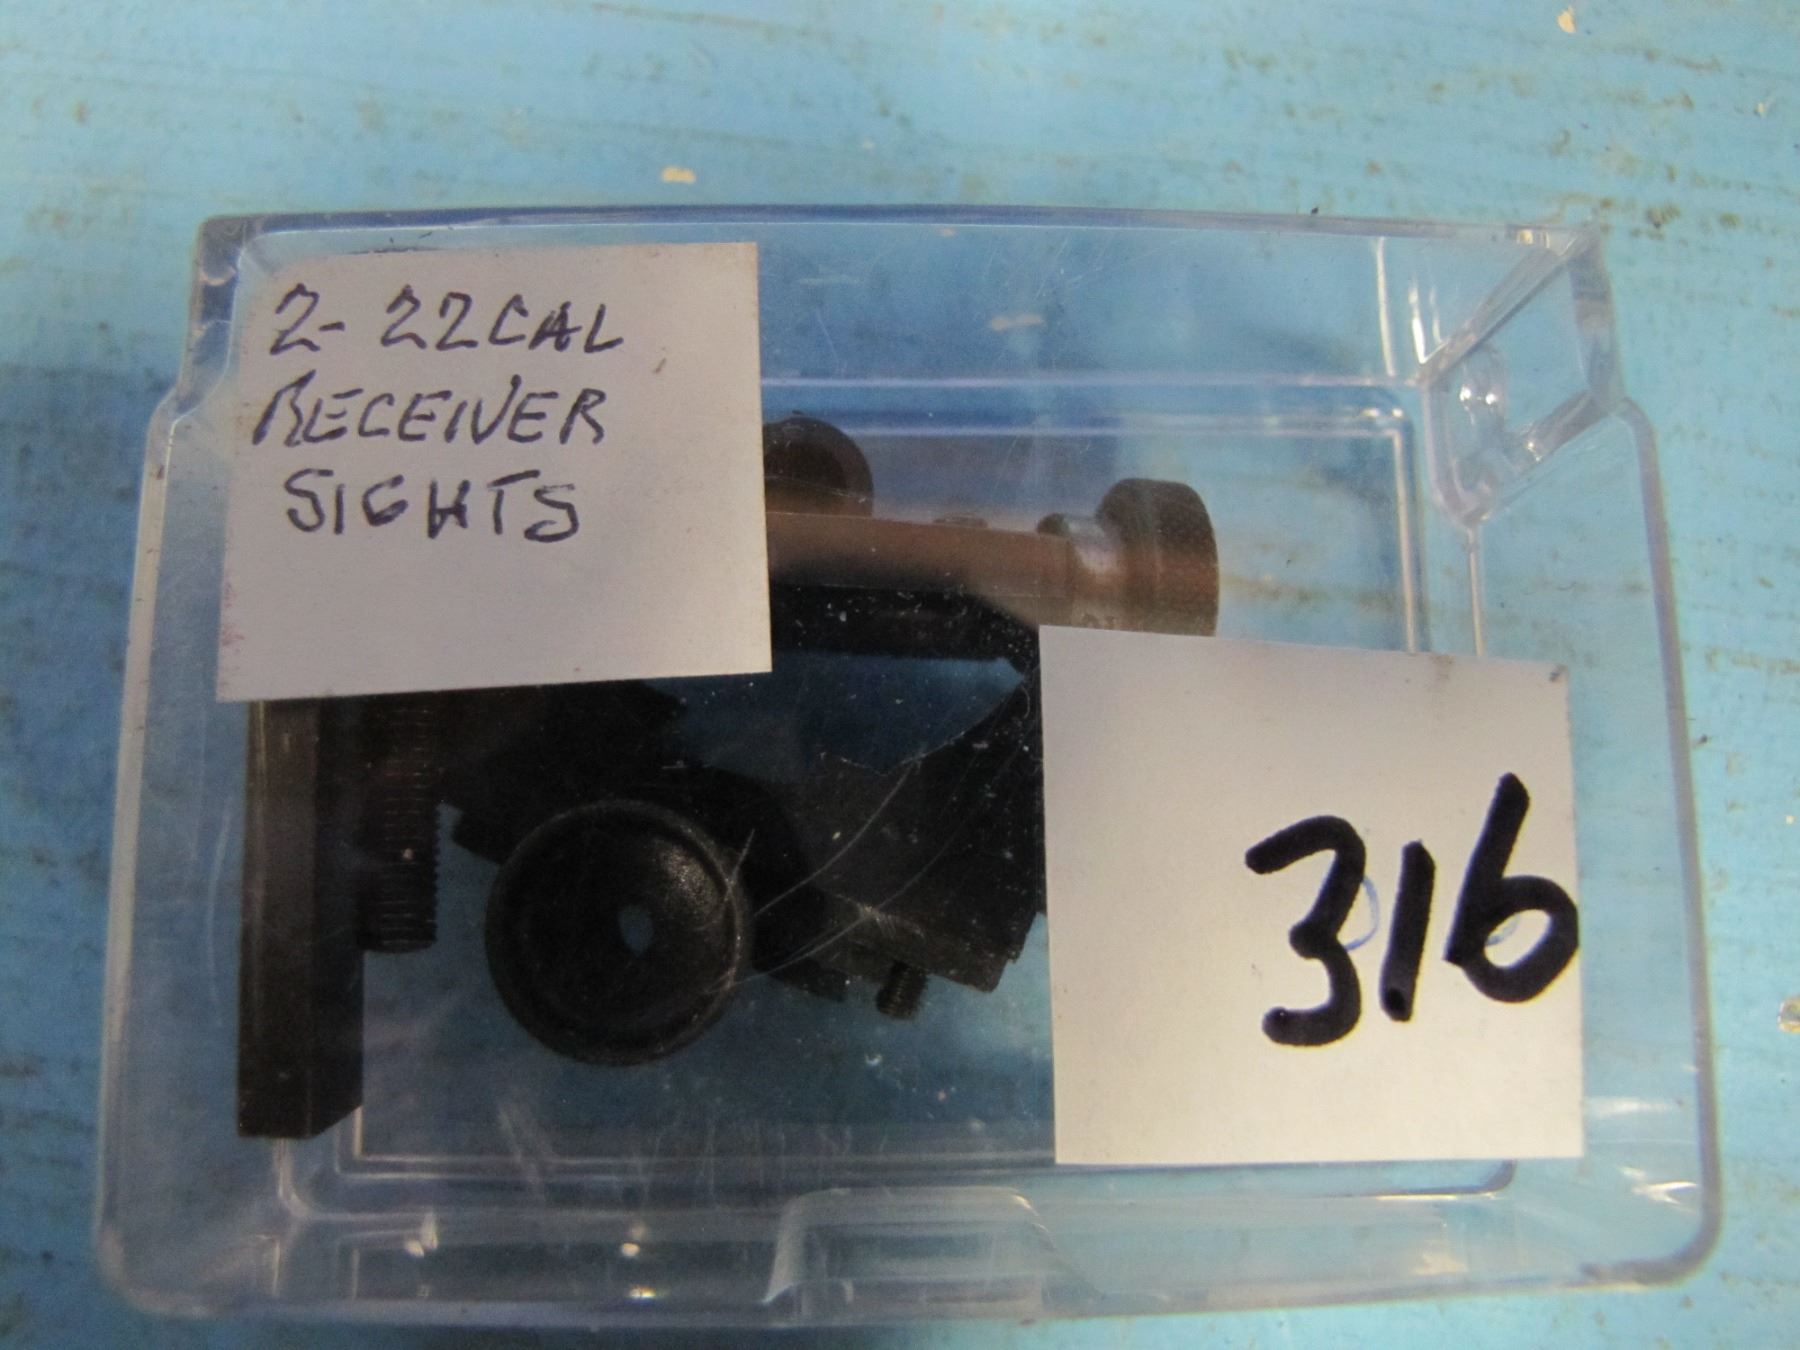 2-22CAL
RECEIVER
SIGHTS
316